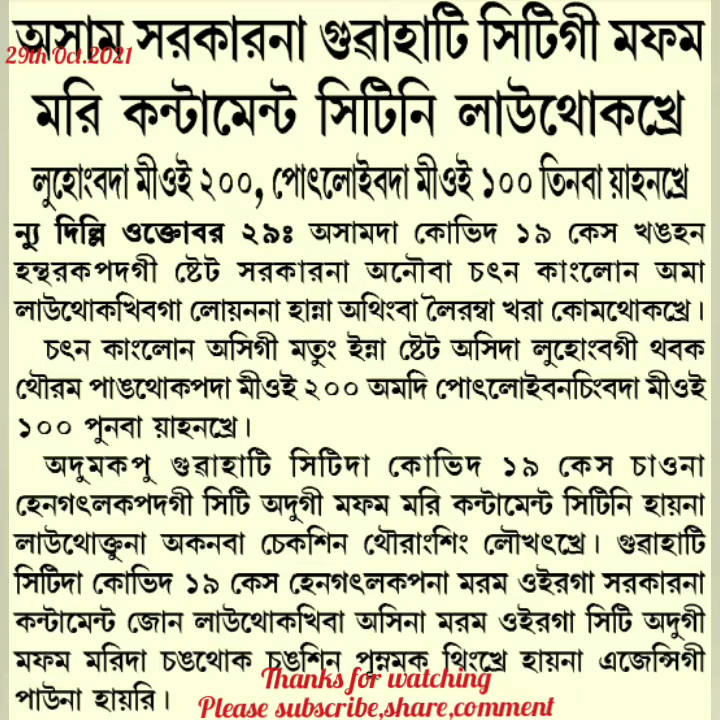 অসাম সরকারনা গুৱাহাটি সিটিগী মফম
29th Oct.2021
মরি কন্টামেন্ট সিটিনি লাউথোকখ্রে
লুহোংবদা মীওই ২০০, পোৎলোইবদা মীওই ১০০ তিনবা য়াহনখ্রে
ন্যু দিল্লি ওক্তোবর ২৯ঃ অসামদা কোভিদ ১৯ কেস খঙহন
হন্থরকপদগী ষ্টেট সরকারনা অনৌবা চৎন কাংলোন অমা
লাউথোকখিবগা লোয়ননা হান্না অথিংবা লৈরম্বা খরা কোমথোকখ্রে।
চৎন কাংলোন অসিগী মতুং ইন্না ষ্টেট অসিদা লুহোংবগী থবক
থৌরম পাঙথোকপদা মীওই ২০০ অমদি পোৎলোইবনচিংবদা মীওই
১০০ পুনবা য়াহনখ্রে।
অদুমকপু গুৱাহাটি সিটিদা কোভিদ ১৯ কেস চাওনা
হেনগৎলকপদগী সিটি অদুগী মফম মরি কন্টামেন্ট সিটিনি হায়না
লাউথোক্তুনা অকনবা চেকশিন থৌরাংশিং লৌখৎখ্রে। গুৱাহাটি
সিটিদা কোভিদ ১৯ কেস হেনগৎলকপনা মরম ওইরগা সরকারনা
কন্টামেন্ট জোন লাউথোকখিবা অসিনা মরম ওইরগা সিটি অদুগী
মফম মরিদা চঙথোক চঙশিন পুম্নমক থিংখ্রে হায়না এজেন্সিগী
পাউনা হায়রি।
Thanks for watching
Please subscribe,share,comment